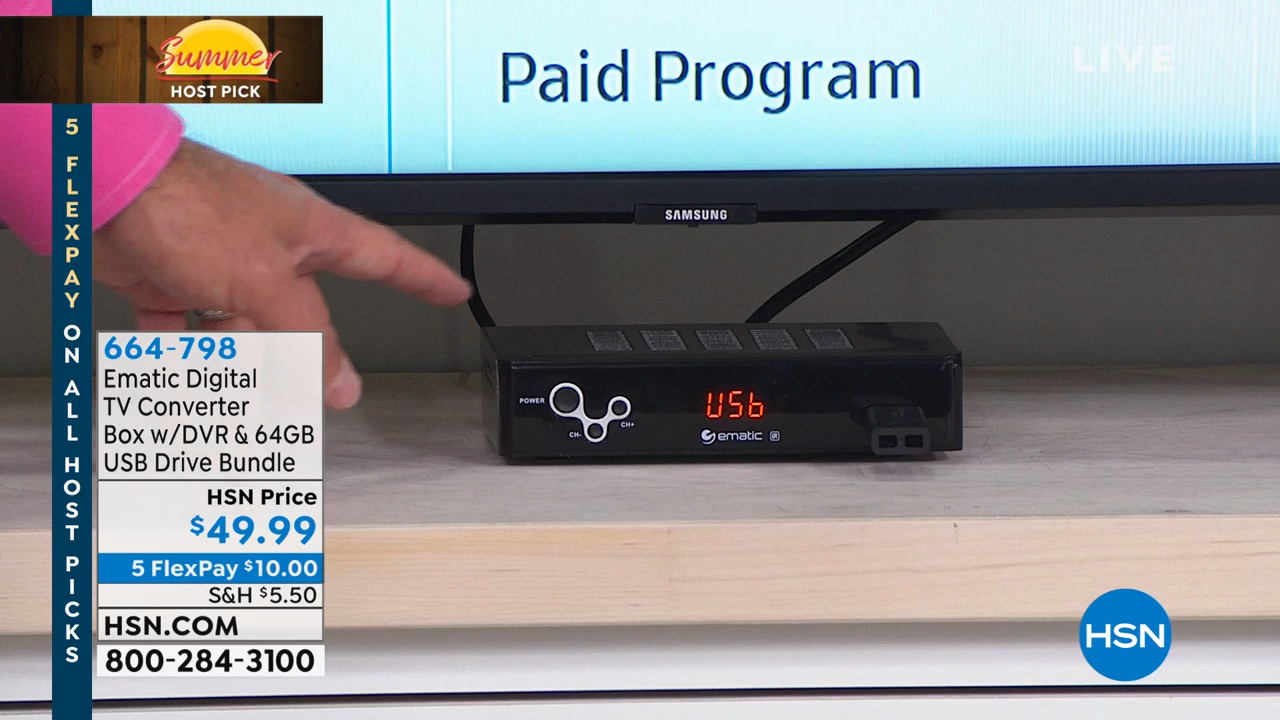 Summer
HOST PICK
5 FLEXPAY ON ALL HOST PICKS
Paid Program
LIVE
SAMSUNG
POWER
CH-
CH+
USb
ematic
664-798
Ematic Digital
TV Converter
Box w/DVR & 64GB
USB Drive Bundle
HSN Price
$49.99
5 FlexPay $10.00
S&H $5.50
HSN.COM
800-284-3100
HSN